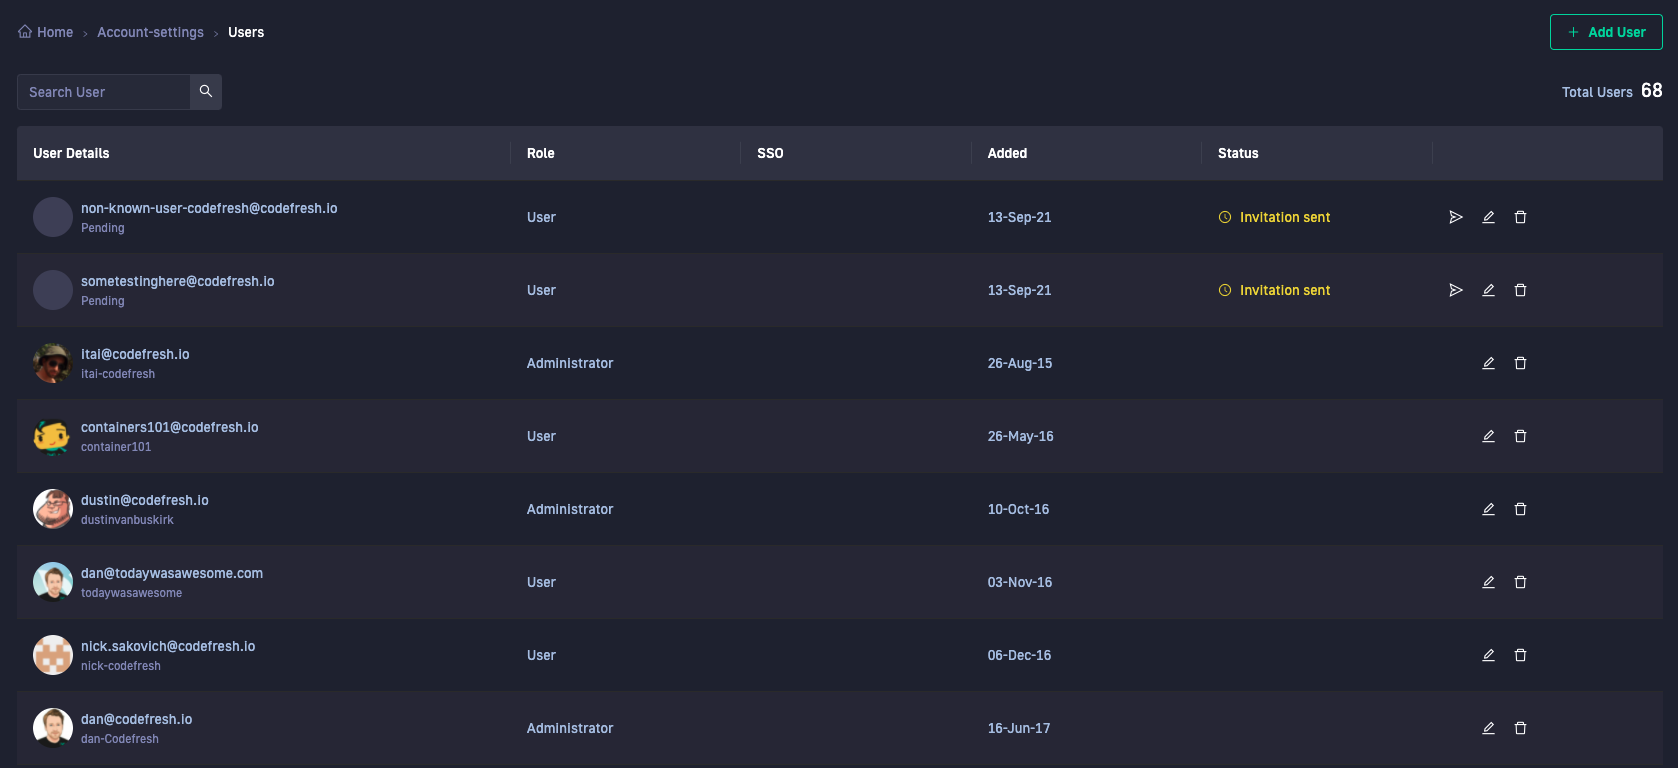 Home › Account-settings › Users
+ Add User
Search User
Total Users 68
User Details Role SSO Added Status
non-known-user-codefresh@codefresh.io
Pending
User 13-Sep-21 Invitation sent
sometestinghere@codefresh.io
Pending
User 13-Sep-21 Invitation sent
itai@codefresh.io
itai-codefresh
Administrator 26-Aug-15
containers101@codefresh.io
container101
User 26-May-16
dustin@codefresh.io
dustinvanbuskirk
Administrator 10-Oct-16
dan@todaywasawesome.com
todaywasawesome
User 03-Nov-16
nick.sakovich@codefresh.io
nick-codefresh
User 06-Dec-16
dan@codefresh.io
dan-Codefresh
Administrator 16-Jun-17